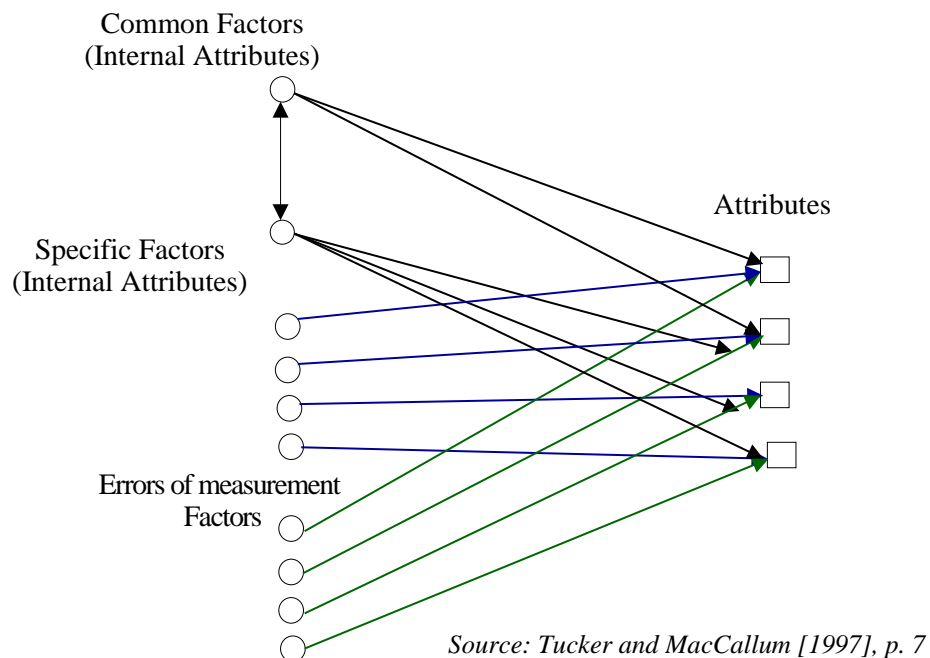 Common Factors
(Internal Attributes)
Attributes
Specific Factors
(Internal Attributes)
Errors of measurement
Factors
Source: Tucker and MacCallum [1997], p. 7